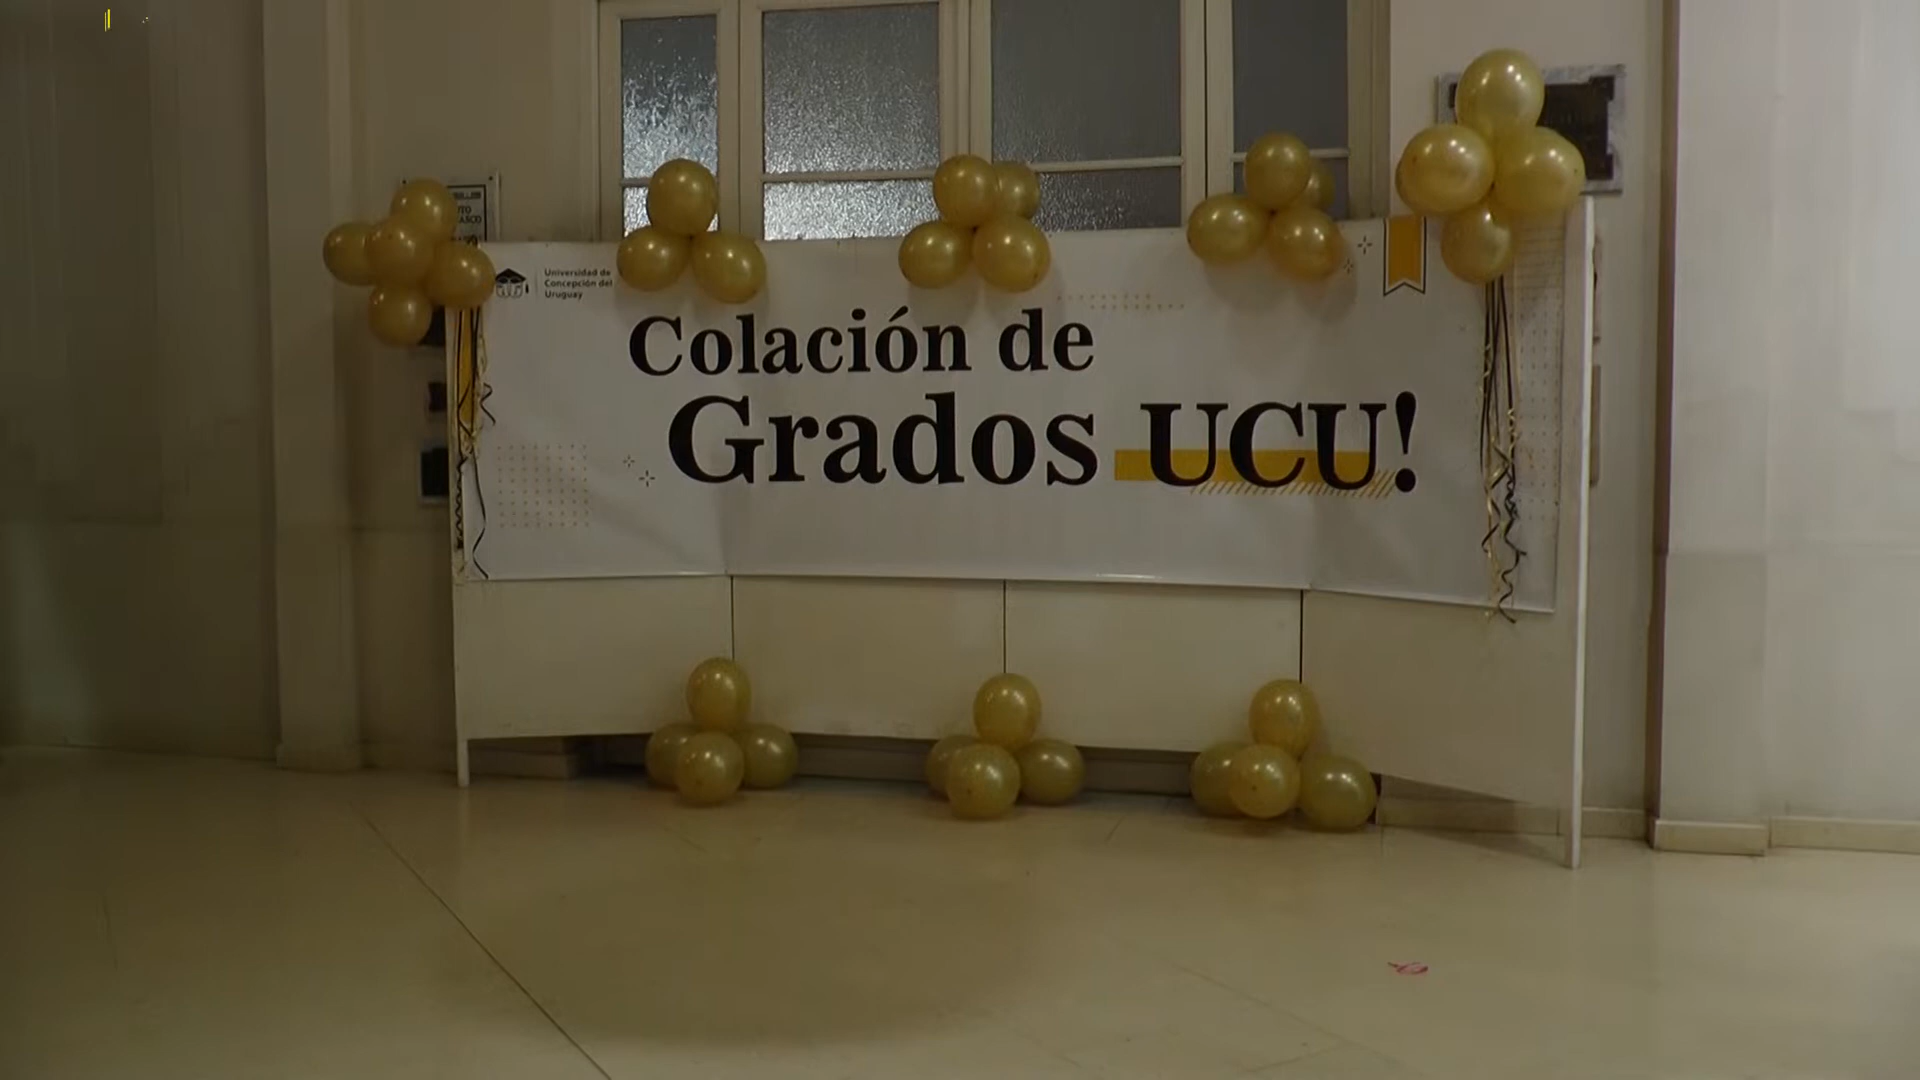 Universidad de
Concepción del
Uruguay
Colación de
Grados UCU!